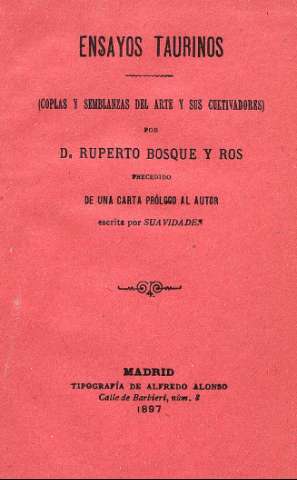 ENSAYOS TAURINOS
(COPLAS Y SEMBLANZAS DEL ARTE Y SUS CULTIVADORES)
POR
D. RUPERTO BOSQUE Y ROS
PRECEDIDO
DE UNA CARTA PRÓLOGO AL AUTOR
escrita por SUAVIDADES
MADRID
TIPOGRAFÍA DE ALFREDO ALONSO
Calle de Barbieri, núm. 8
1897